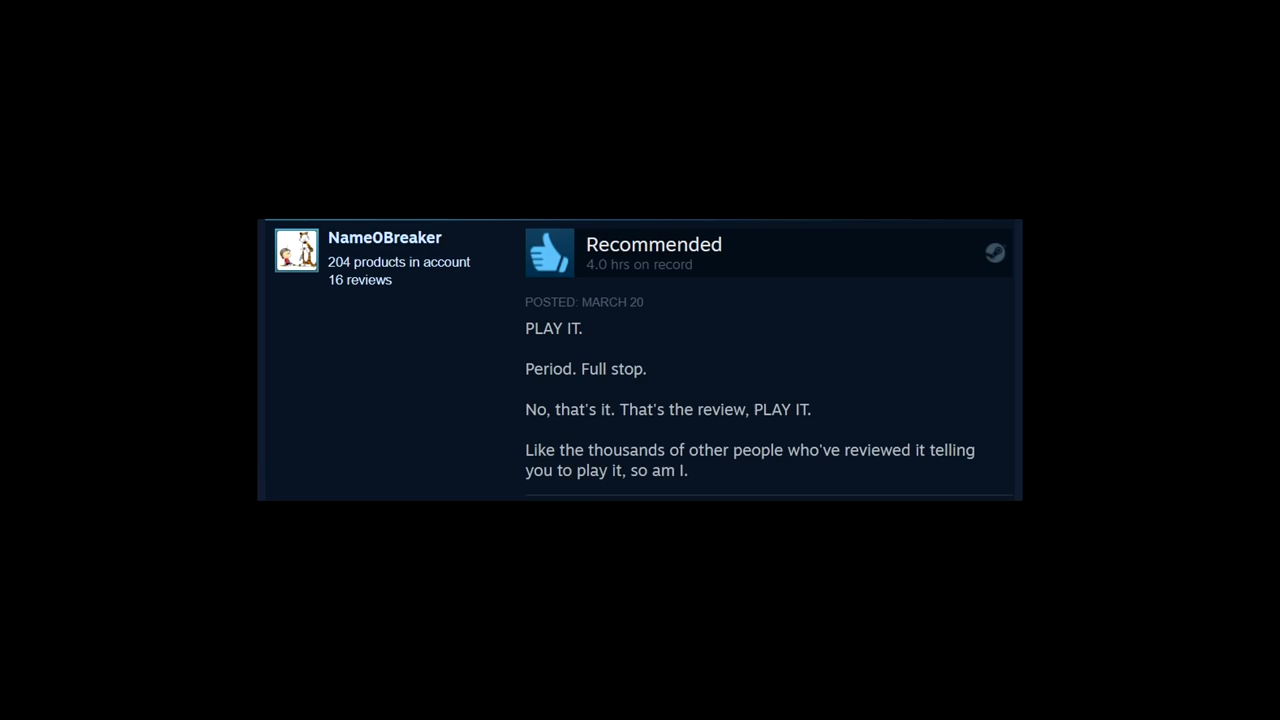 NameOBreaker
204 products in account
16 reviews
Recommended
4.0 hrs on record
POSTED: MARCH 20
PLAY IT.
Period. Full stop.
No, that's it. That's the review, PLAY IT.
Like the thousands of other people who've reviewed it telling
you to play it, so am I.